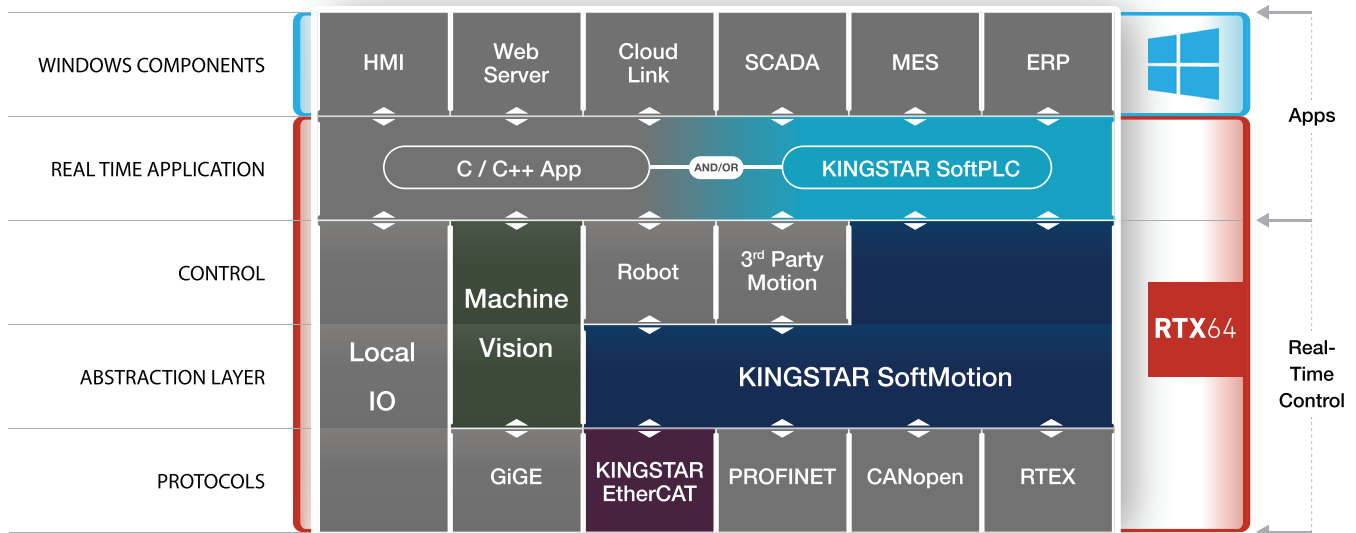 WINDOWS COMPONENTS
HMI
Web
Server
Cloud
Link
SCADA
MES
ERP
Apps
REAL TIME APPLICATION
C / C++ App
AND/OR
KINGSTAR SoftPLC
CONTROL
Machine
Vision
Robot
3rd Party
Motion
RTX64
ABSTRACTION LAYER
Local
IO
KINGSTAR SoftMotion
Real-
Time
Control
PROTOCOLS
GiGE
KINGSTAR
EtherCAT
PROFINET
CANopen
RTEX